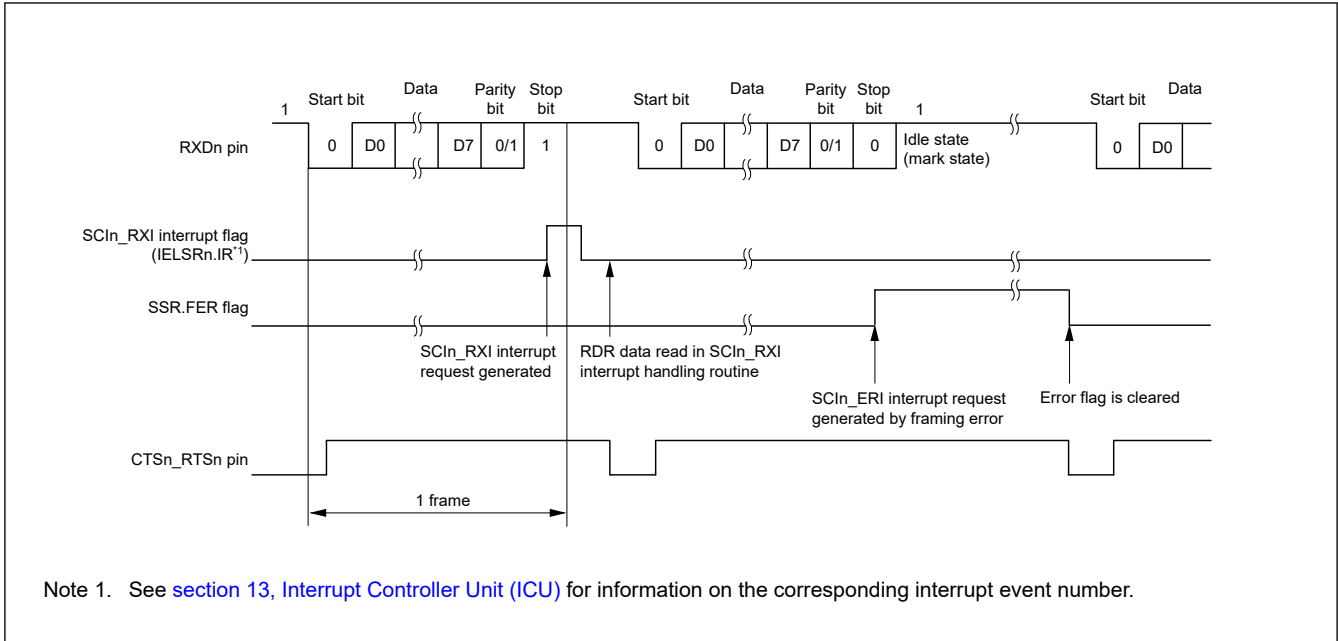 Start bit Data Parity bit Stop bit Start bit Data Parity bit Stop bit 1 Start bit Data
1
RXDn pin 0 D0 D7 0/1 1 0 D0 D7 0/1 0 Idle state (mark state) 0 D0
SCIn_RXI interrupt flag
(IELSRn.IR*1)
SSR.FER flag
SCIn_RXI interrupt
request generated
RDR data read in SCIn_RXI
interrupt handling routine
SCIn_ERI interrupt request
generated by framing error
Error flag is cleared
CTSn_RTSn pin
1 frame
Note 1. See section 13, Interrupt Controller Unit (ICU) for information on the corresponding interrupt event number.